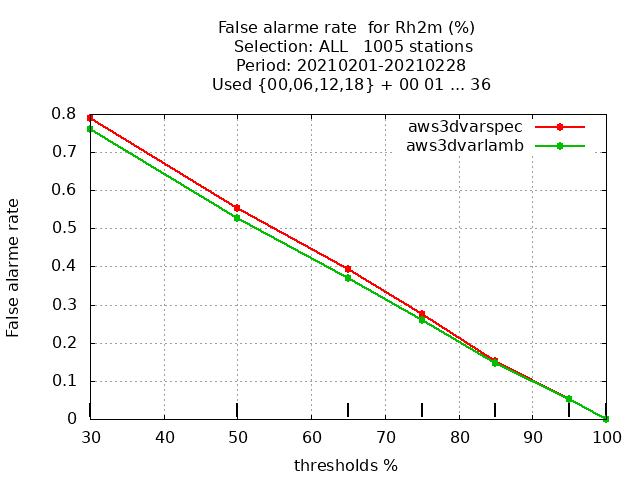 False alarme rate  for Rh2m (%)
Selection: ALL   1005 stations
Period: 20210201-20210228
Used {00,06,12,18} + 00 01 ... 36
aws3dvarspec
aws3dvarlamb
False alarme rate
0.8
0.7
0.6
0.5
0.4
0.3
0.2
0.1
0
30 40 50 60 70 80 90 100
thresholds %